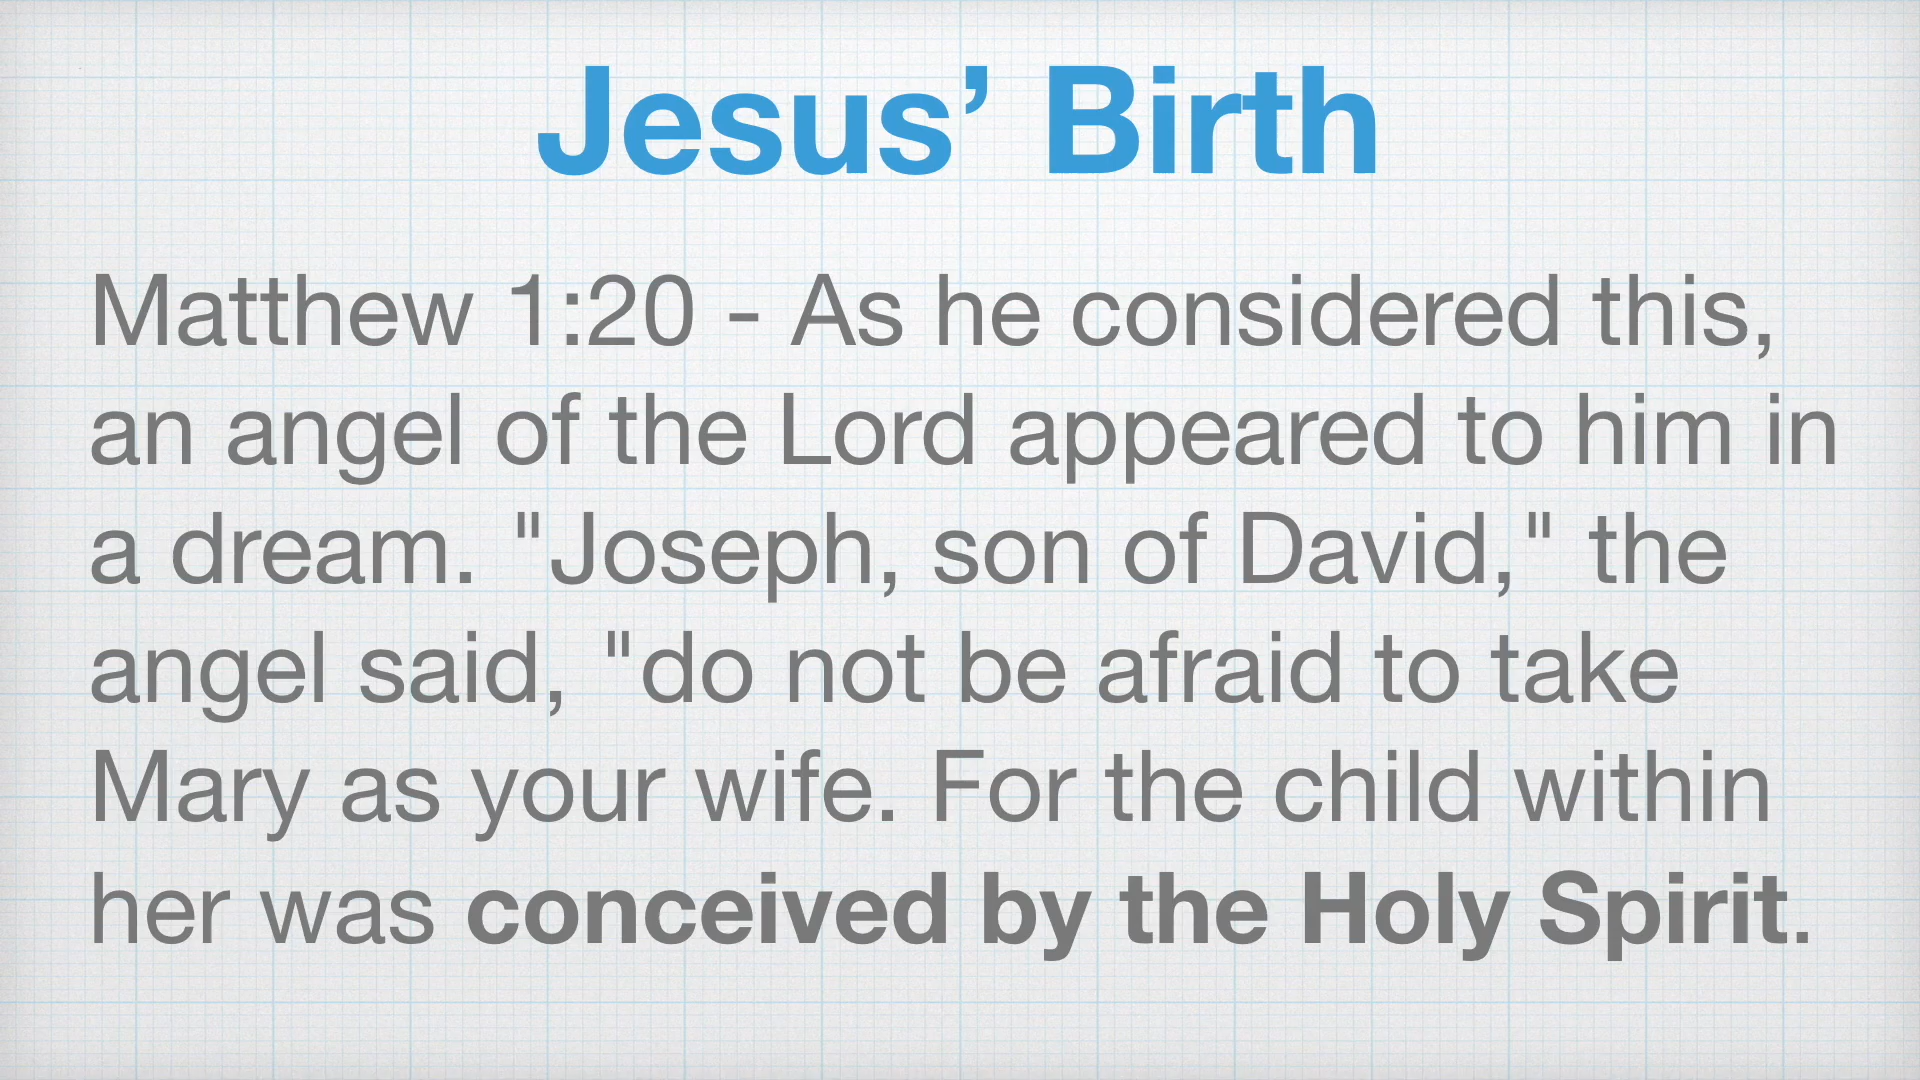 Jesus’ Birth
Matthew 1:20 - As he considered this,
an angel of the Lord appeared to him in
a dream. "Joseph, son of David," the
angel said, "do not be afraid to take
Mary as your wife. For the child within
her was conceived by the Holy Spirit.